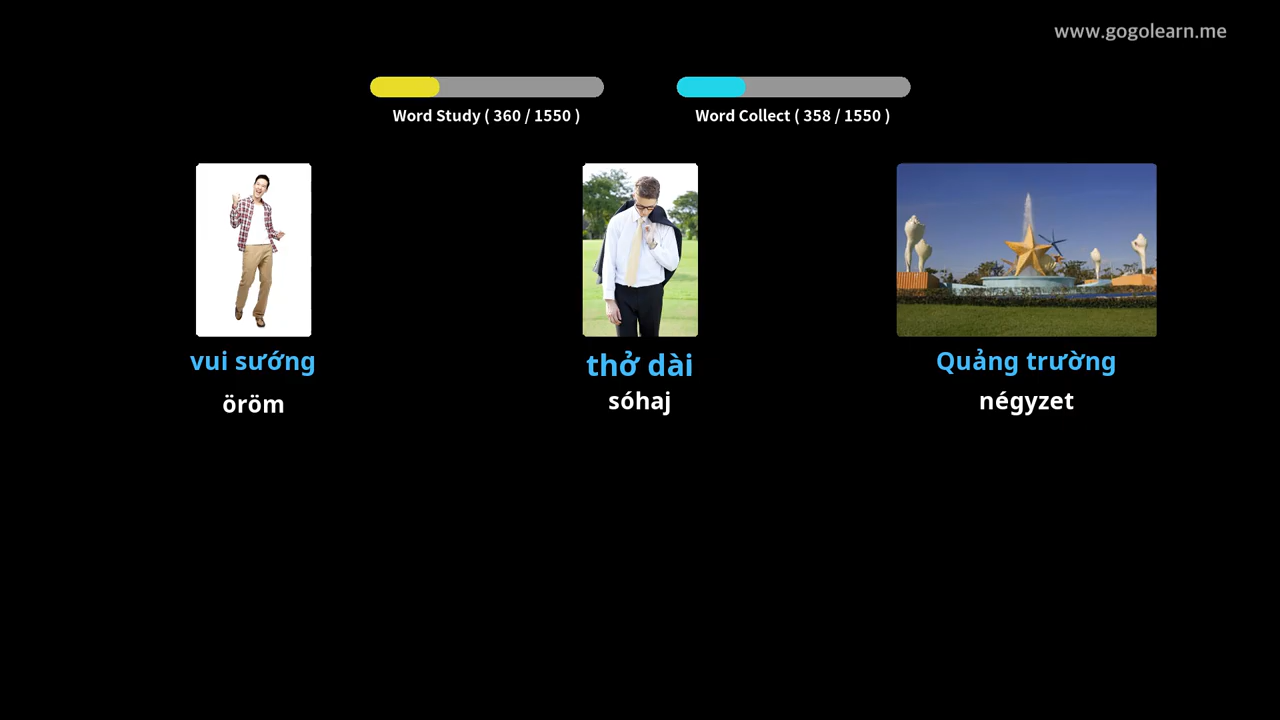 www.gogolearn.me
Word Study ( 360 / 1550 )
Word Collect ( 358 / 1550 )
vui sướng
thở dài
Quảng trường
öröm
sóhaj
négyzet